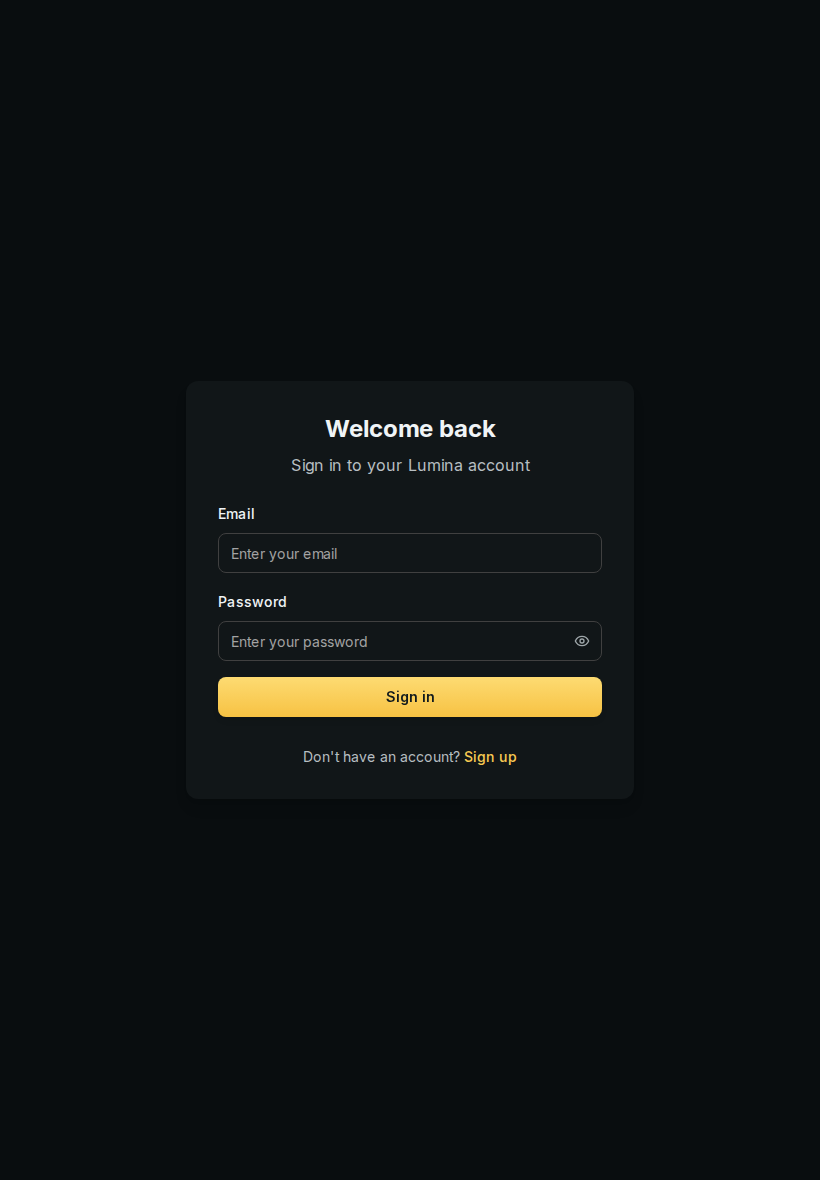 Welcome back
Sign in to your Lumina account
Email
Enter your email
Password
Enter your password
Sign in
Don't have an account? Sign up